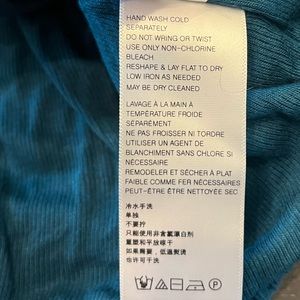 HAND WASH COLD
SEPARATELY
DO NOT WRING OR TWIST
USE ONLY NON-CHLORINE
BLEACH
RESHAPE & LAY FLAT TO DRY
LOW IRON AS NEEDED
MAY BE DRY CLEANED
LAVAGE À LA MAIN À
TEMPÉRATURE FROIDE
SÉPARÉMENT
NE PAS FROISSER NI TORDRE
UTILISER UN AGENT DE
BLANCHIMENT SANS CHLORE SI
NÉCESSAIRE
REMODELER ET SÉCHER À PLAT
FAIBLE COMME FER NÉCESSAIRES
PEUT-ÊTRE ÊTRE NETTOYÉE SEC
冷水手洗
单独
不要拧
只能使用非含氯漂白剂
重塑和平放干
如果需要，低温熨烫
也许可干洗